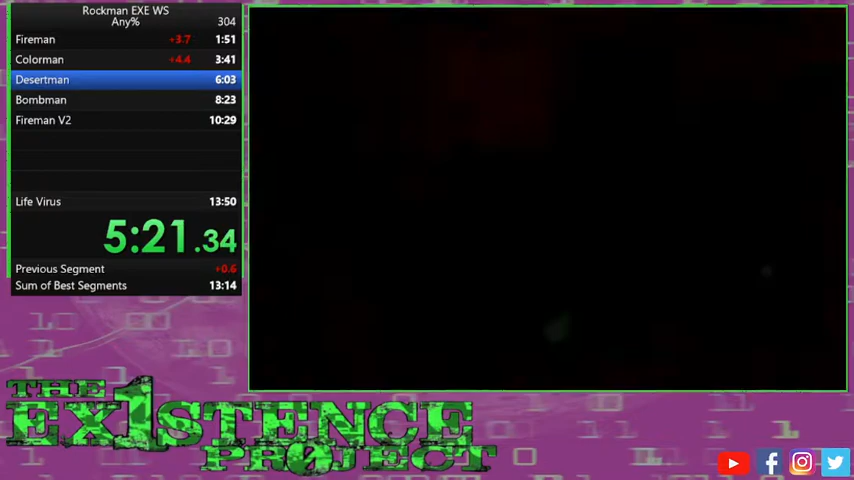 Rockman EXE WS
Any% 304
Fireman +3.7 1:51
Colorman +4.4 3:41
Desertman 6:03
Bombman 8:23
Fireman V2 10:29
Life Virus 13:50
5:21.34
Previous Segment +0.6
Sum of Best Segments 13:14
THE
EX1STENCE
PR0JECT